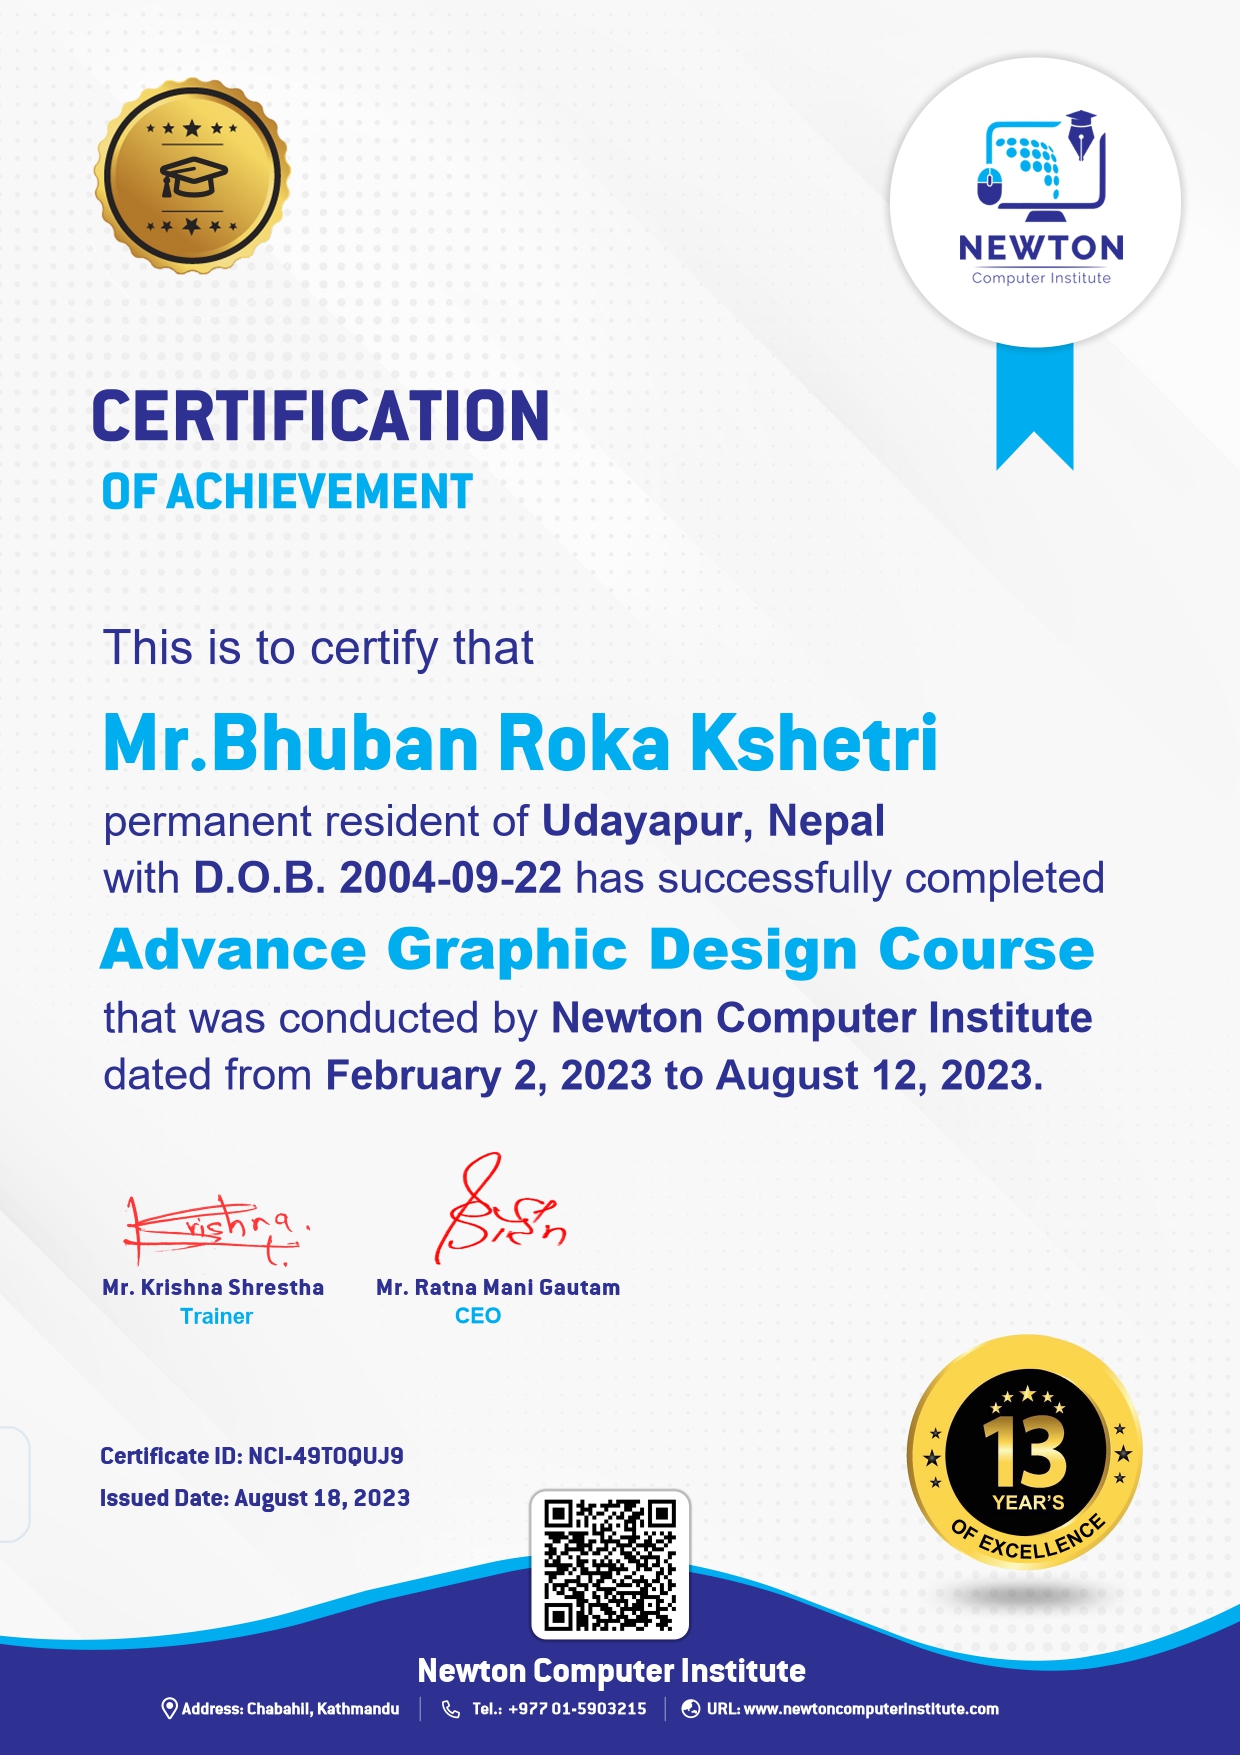 NEWTON
Computer Institute
CERTIFICATION
OF ACHIEVEMENT
This is to certify that
Mr.Bhuban Roka Kshetri
permanent resident of Udayapur, Nepal
with D.O.B. 2004-09-22 has successfully completed
Advance Graphic Design Course
that was conducted by Newton Computer Institute
dated from February 2, 2023 to August 12, 2023.
Krishna.
Mr. Krishna Shrestha
Trainer
Mr. Ratna Mani Gautam
CEO
13
YEAR'S
OF EXCELLENCE
Certificate ID: NCI-49TOQUJ9
Issued Date: August 18, 2023
Newton Computer Institute
Address: Chabahil, Kathmandu Tel.: +977 01-5903215 URL: www.newtoncomputerinstitute.com